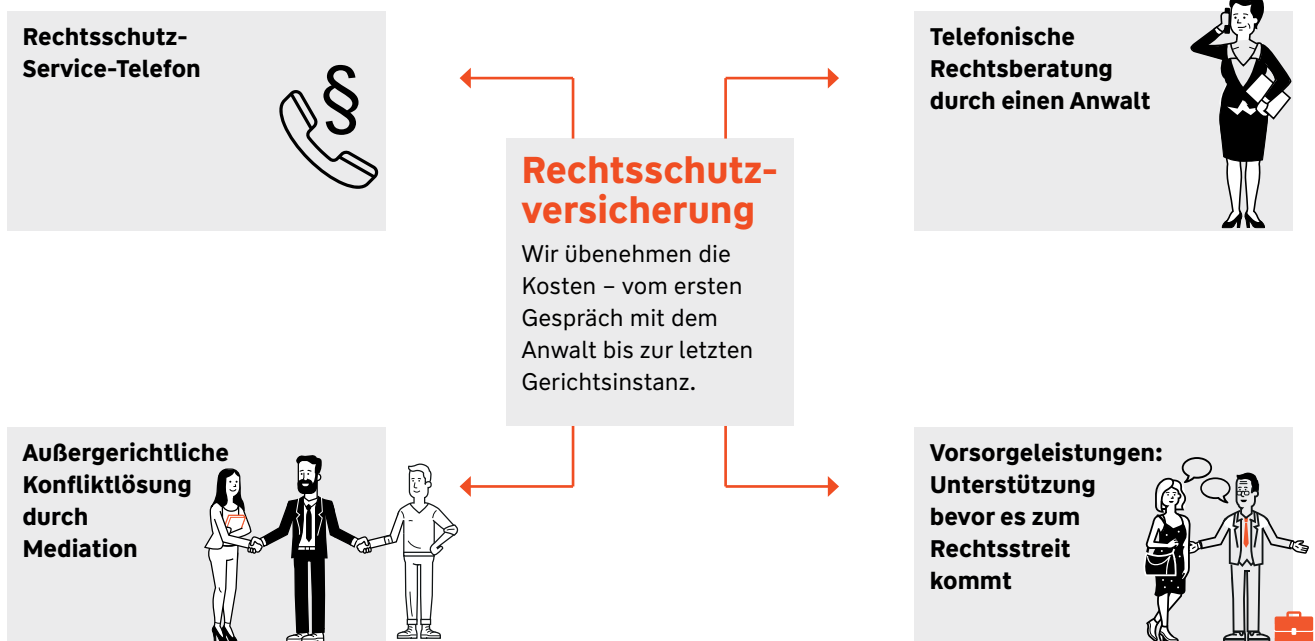 Rechtsschutz-
Service-Telefon
§
Telefonische
Rechtsberatung
durch einen Anwalt
Rechtsschutz-
versicherung
Wir übenehmen die
Kosten – vom ersten
Gespräch mit dem
Anwalt bis zur letzten
Gerichtsinstanz.
Außergerichtliche
Konfliktlösung
durch
Mediation
Vorsorgeleistungen:
Unterstützung
bevor es zum
Rechtsstreit
kommt